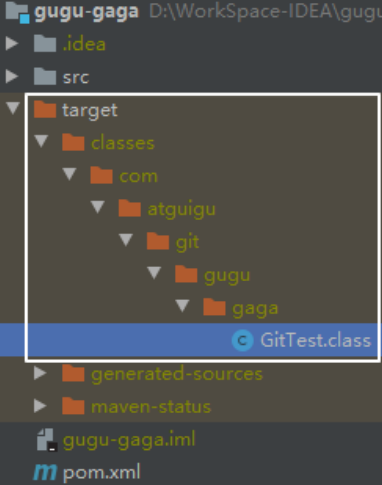 gugu-gaga D:\WorkSpace-IDEA\gugu
.idea
src
target
classes
com
atguigu
git
gugu
gaga
GitTest.class
generated-sources
maven-status
gugu-gaga.iml
pom.xml